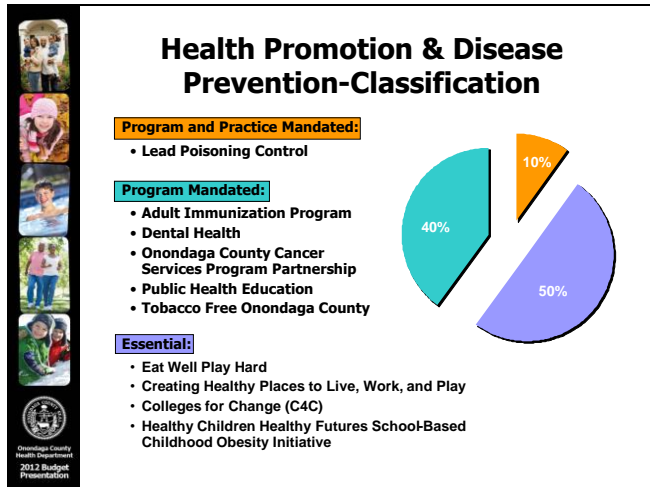 Health Promotion & Disease
Prevention-Classification
Program and Practice Mandated:
• Lead Poisoning Control
Program Mandated:
• Adult Immunization Program
• Dental Health
• Onondaga County Cancer
Services Program Partnership
• Public Health Education
• Tobacco Free Onondaga County
Essential:
• Eat Well Play Hard
• Creating Healthy Places to Live, Work, and Play
• Colleges for Change (C4C)
• Healthy Children Healthy Futures School-Based
Childhood Obesity Initiative
10%
40%
50%
Onondaga County
Health Department
2012 Budget
Presentation